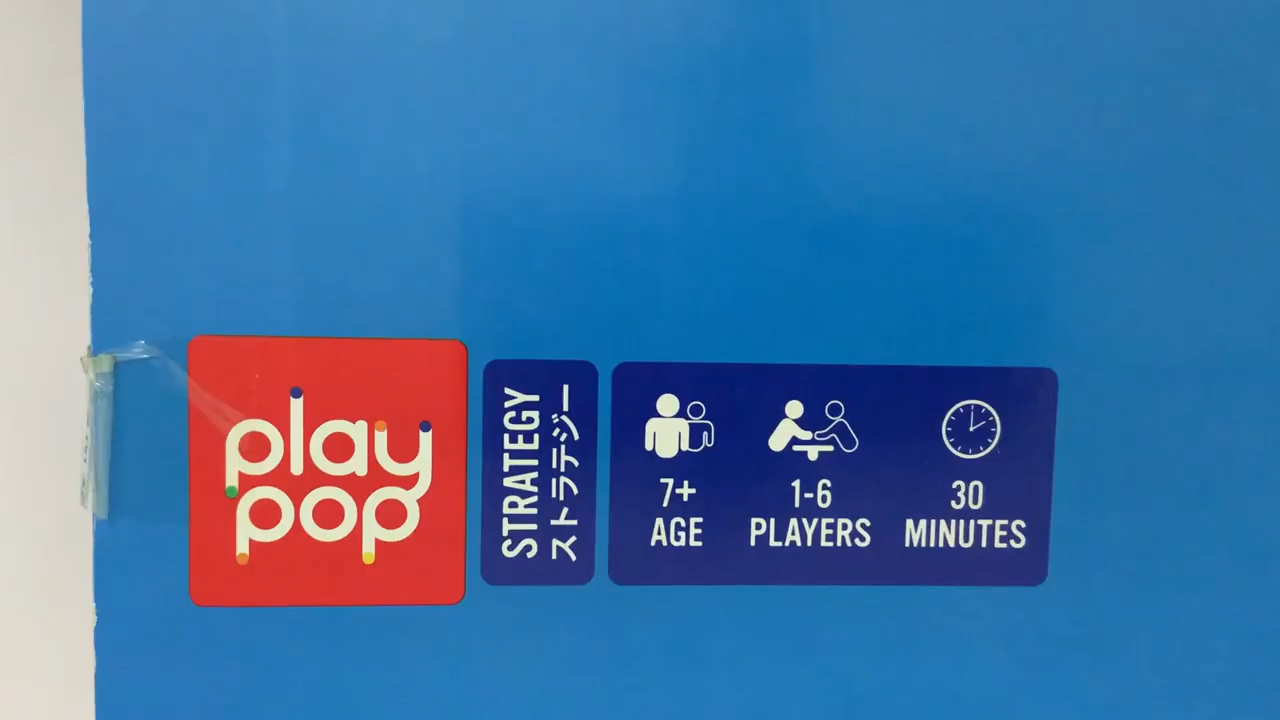 play
pop
STRATEGY
ストラテジー
7+
AGE
1-6
PLAYERS
30
MINUTES